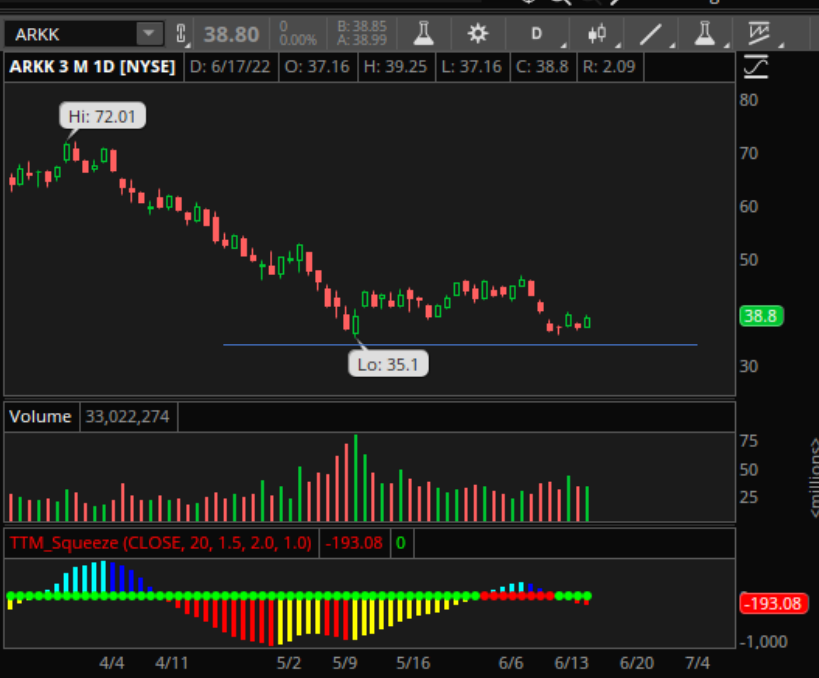 ARKK 38.80 0 0.00% B: 38.85 A: 38.99 D
ARKK 3 M 1D [NYSE] D: 6/17/22 O: 37.16 H: 39.25 L: 37.16 C: 38.8 R: 2.09
80
Hi: 72.01
70
60
50
38.8
Lo: 35.1
30
Volume 33,022,274
75
50
25
<millions>
TTM_Squeeze (CLOSE, 20, 1.5, 2.0, 1.0) -193.08 0
-193.08
-1,000
4/4 4/11 5/2 5/9 5/16 6/6 6/13 6/20 7/4